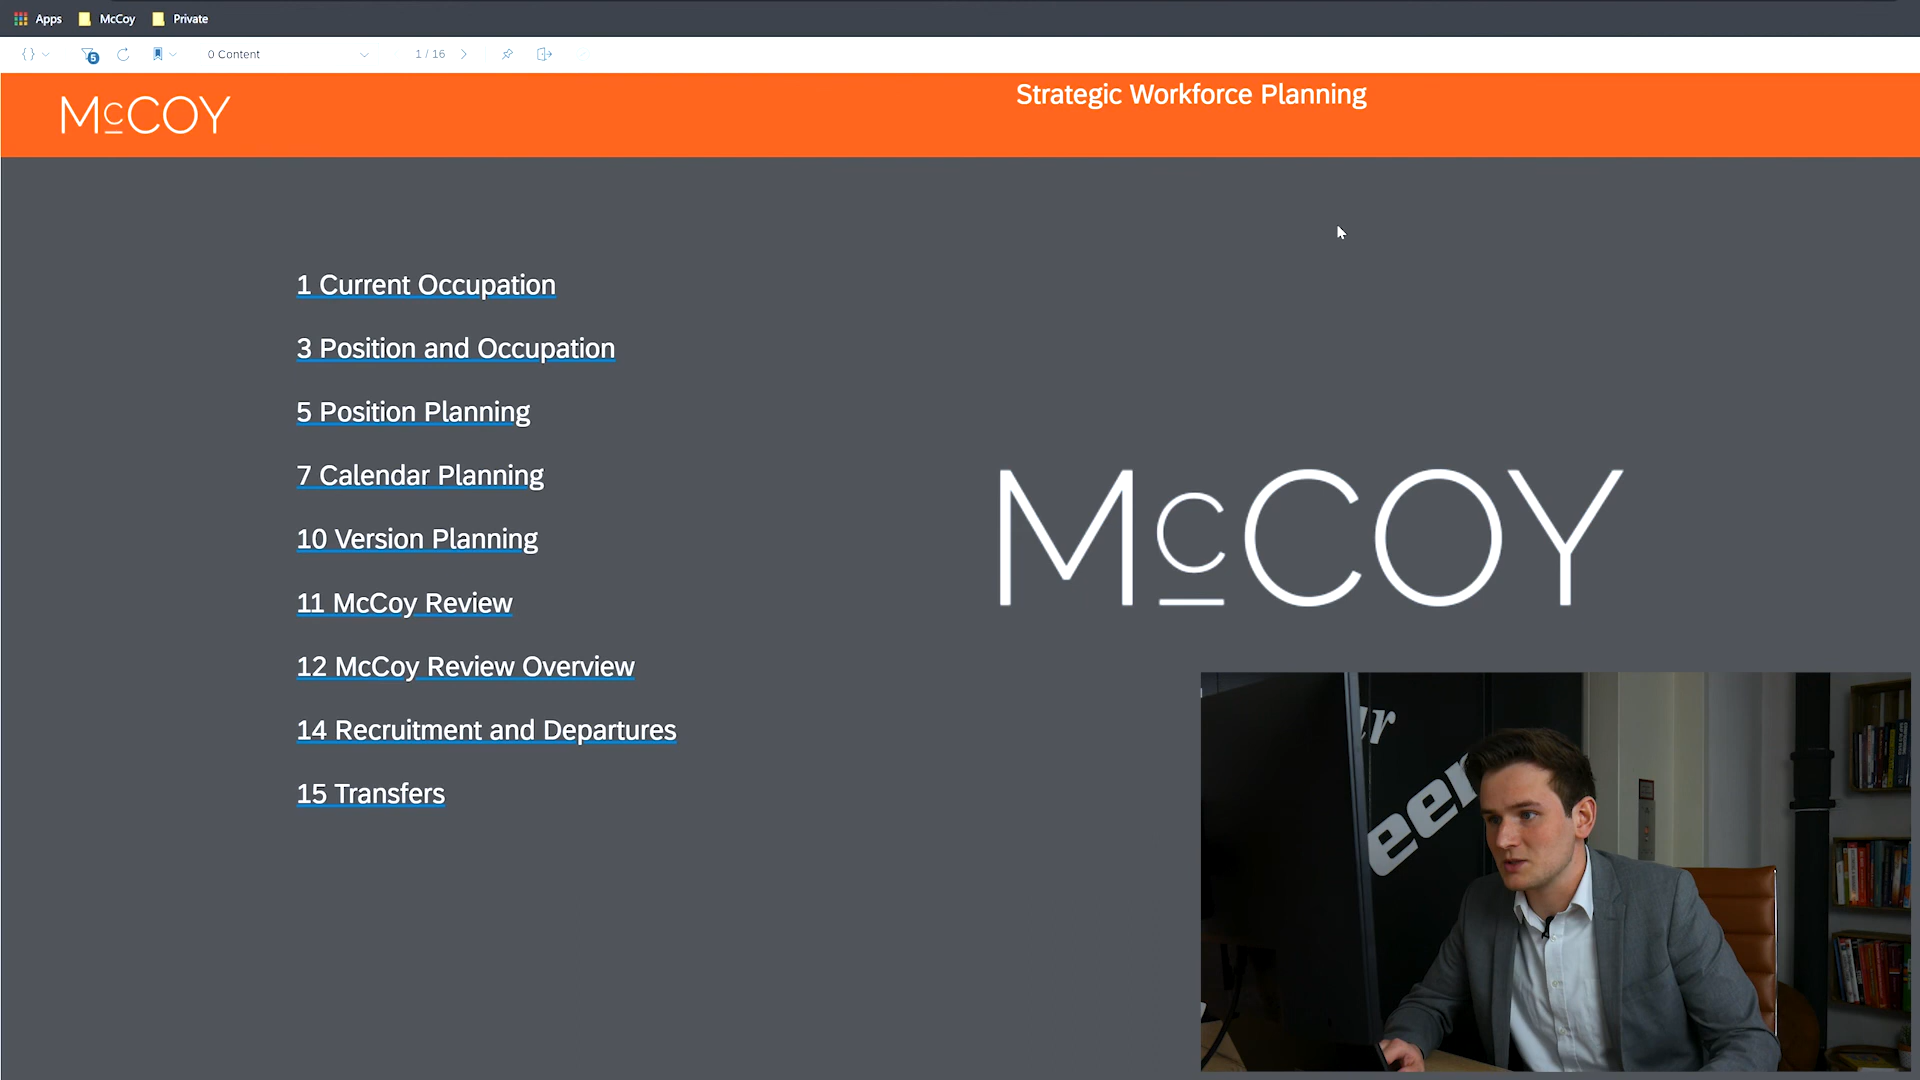 Apps McCoy Private
5 0 Content 1 / 16
McCOY Strategic Workforce Planning
1 Current Occupation
3 Position and Occupation
5 Position Planning
7 Calendar Planning
10 Version Planning
11 McCoy Review
12 McCoy Review Overview
14 Recruitment and Departures
15 Transfers
McCOY